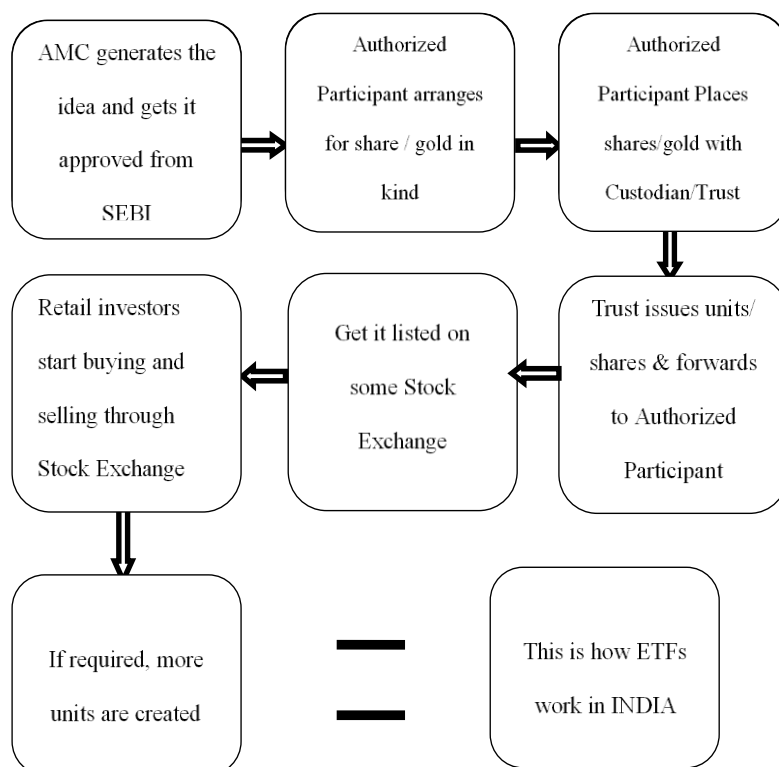 AMC generates the
idea and gets it
approved from
SEBI
Authorized
Participant arranges
for share / gold in
kind
Authorized
Participant Places
shares/gold with
Custodian/Trust
Trust issues units/
shares & forwards
to Authorized
Participant
Get it listed on
some Stock
Exchange
Retail investors
start buying and
selling through
Stock Exchange
If required, more
units are created
This is how ETFs
work in INDIA